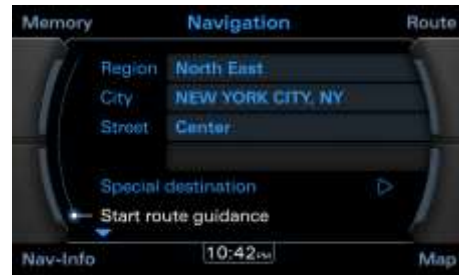 Memory Navigation Route
Region North East
City NEW YORK CITY, NY
Street Center
Special destination
Start route guidance
Nav-Info 10:42PM Map